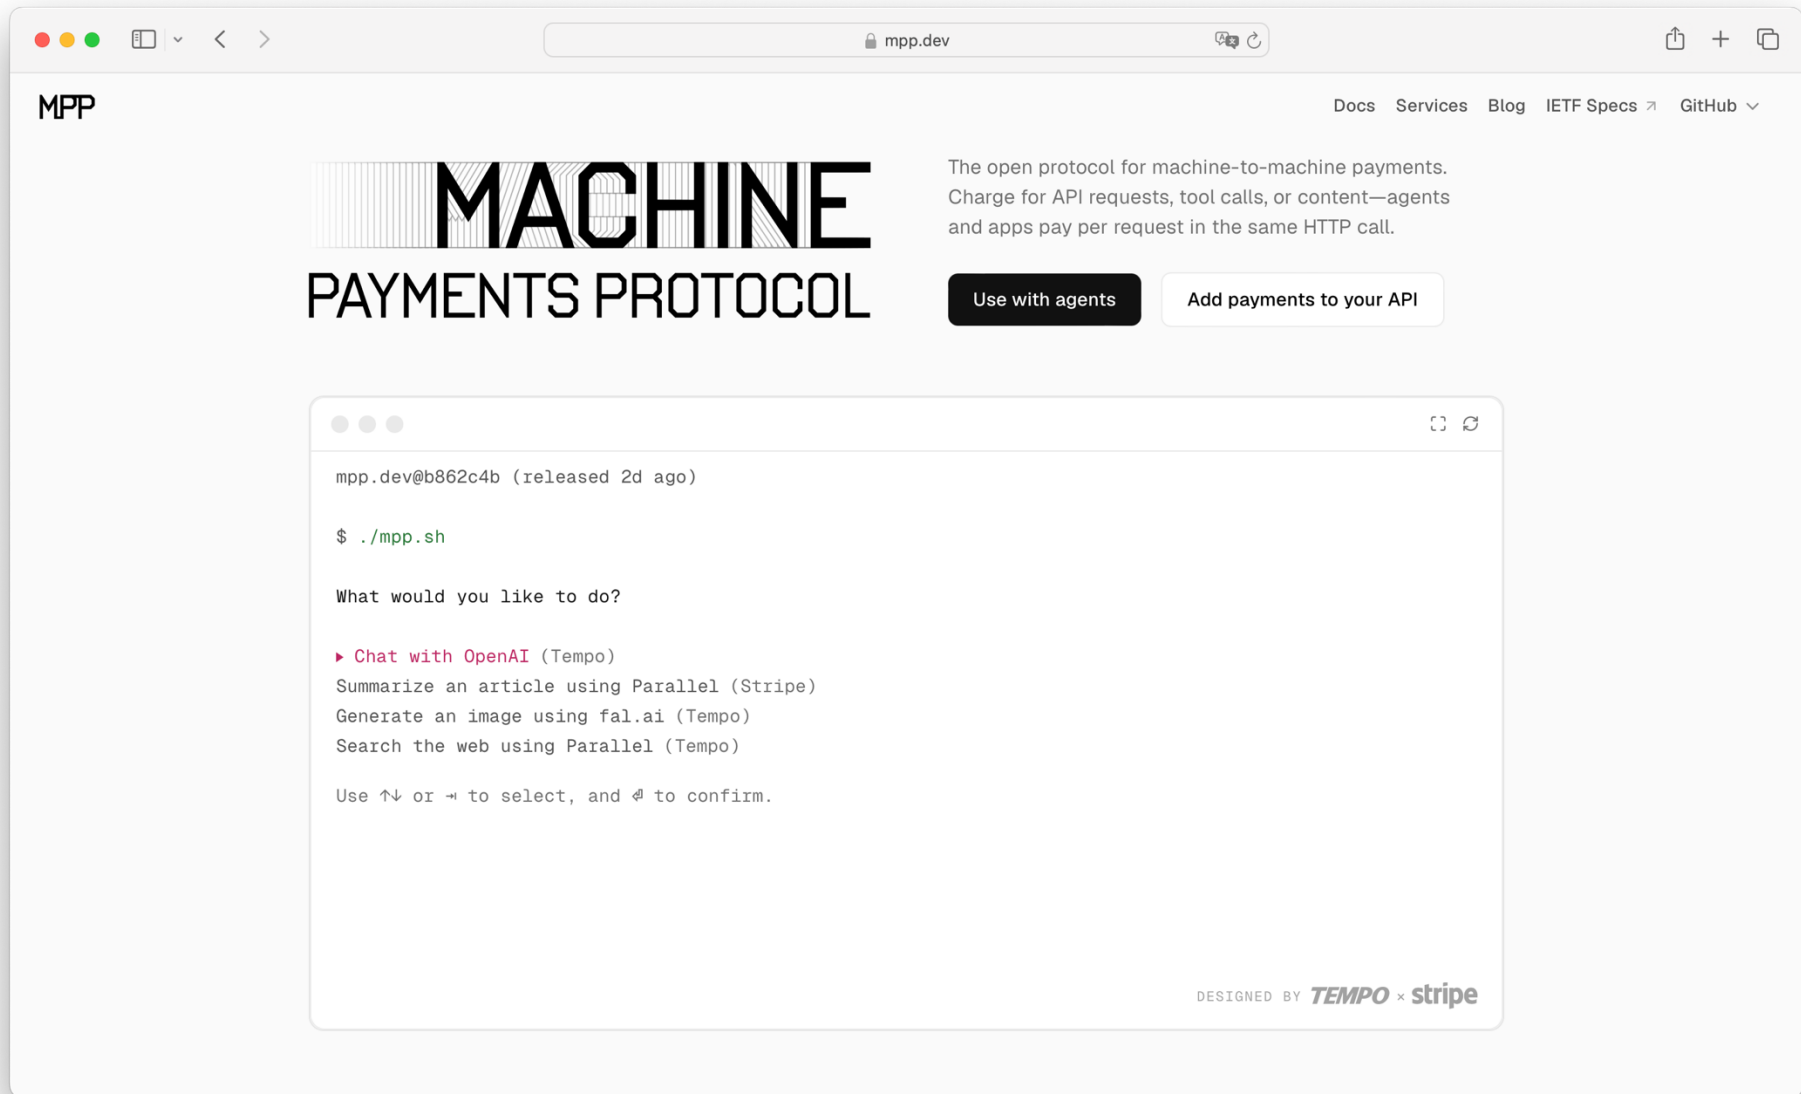 mpp.dev
MPP
Docs Services Blog IETF Specs ↗ GitHub
MACHINE
PAYMENTS PROTOCOL
The open protocol for machine-to-machine payments.
Charge for API requests, tool calls, or content—agents
and apps pay per request in the same HTTP call.
Use with agents
Add payments to your API
mpp.dev@b862c4b (released 2d ago)
$ ./mpp.sh
What would you like to do?
▸ Chat with OpenAI (Tempo)
Summarize an article using Parallel (Stripe)
Generate an image using fal.ai (Tempo)
Search the web using Parallel (Tempo)
Use ↑↓ or ⇥ to select, and ⏎ to confirm.
DESIGNED BY TEMPO × stripe